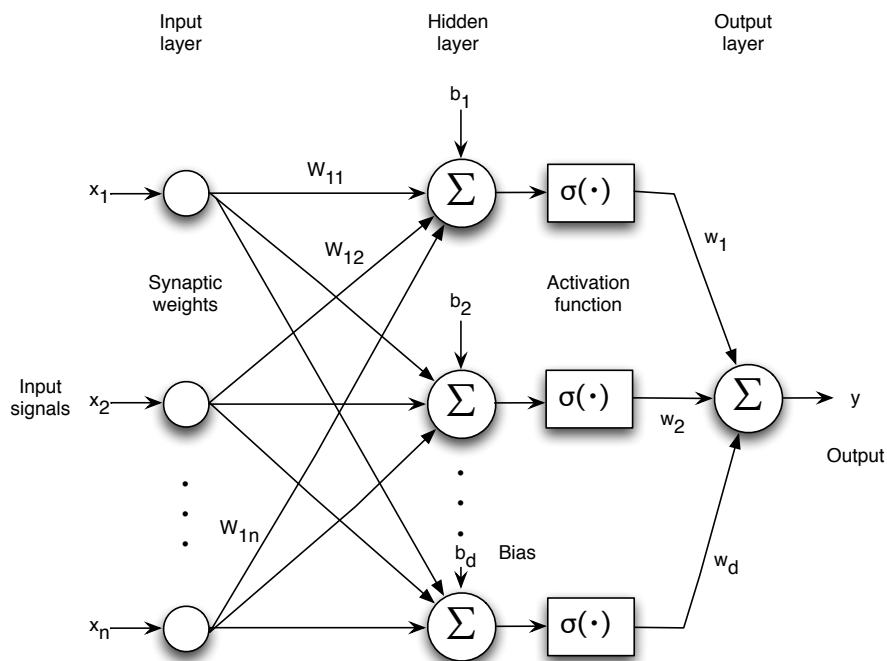 Input
layer
Hidden
layer
Output
layer
b1
x1
W11
Σ
σ(·)
w1
W12
Synaptic
weights
b2
Activation
function
Input
signals
x2
Σ
σ(·)
w2
Σ
y
Output
W1n
bd
Bias
wd
xn
Σ
σ(·)